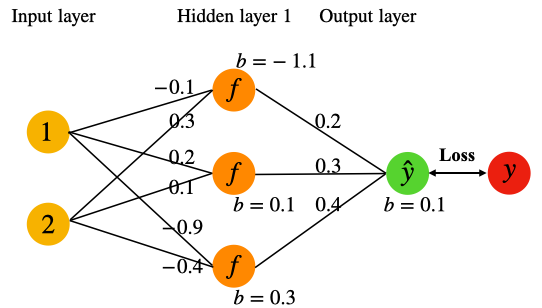 Input layer Hidden layer 1 Output layer
b = − 1.1
−0.1
f
0.3
0.2
1
0.2
f
0.3
ŷ
Loss
y
0.1
b = 0.1
0.4
b = 0.1
2
−0.9
−0.4
f
b = 0.3